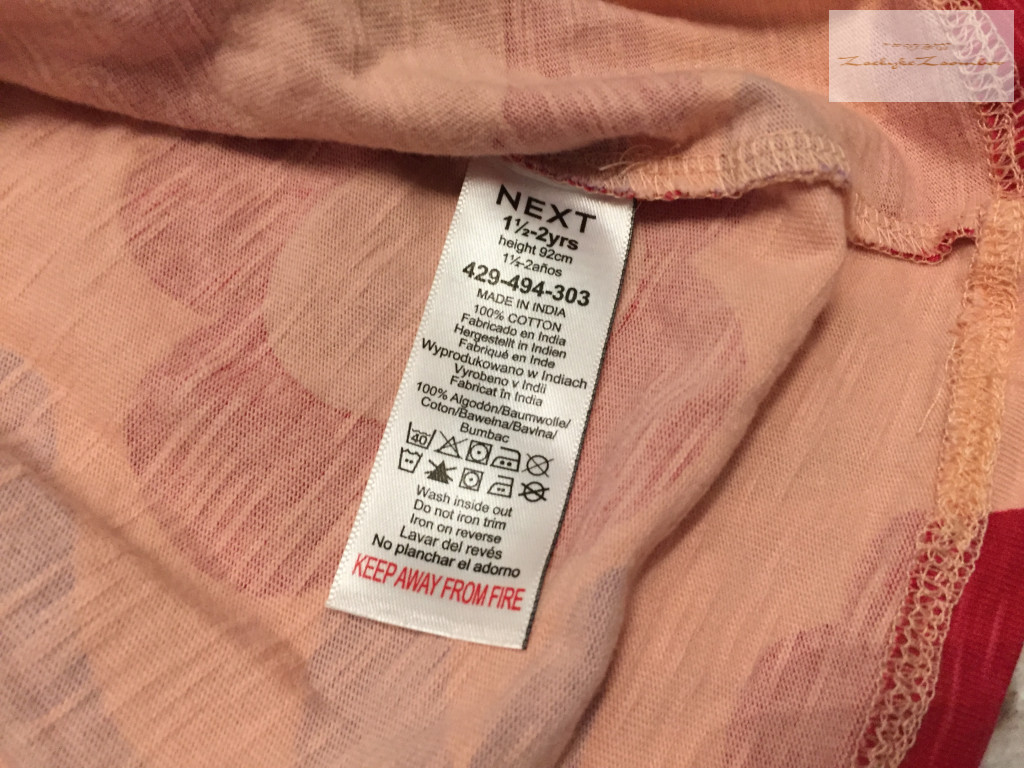 NEXT
1½-2yrs
height 92cm
1½-2años
429-494-303
MADE IN INDIA
100% COTTON
Fabricado en India
Hergestellt in Indien
Fabriqué en Inde
Wyprodukowano w Indiach
Vyrobeno v Indii
Fabricat în India
100% Algodón/Baumwolle/
Coton/Bawełna/Bavlna/
Bumbac
40
Wash inside out
Do not iron trim
Iron on reverse
Lavar del revés
No planchar el adorno
KEEP AWAY FROM FIRE